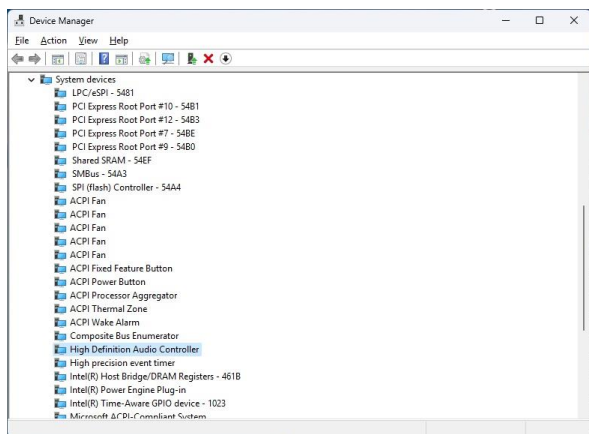 Device Manager
File Action View Help
System devices
LPC/eSPI - 5481
PCI Express Root Port #10 - 54B1
PCI Express Root Port #12 - 54B3
PCI Express Root Port #7 - 54BE
PCI Express Root Port #9 - 54B0
Shared SRAM - 54EF
SMBus - 54A3
SPI (flash) Controller - 54A4
ACPI Fan
ACPI Fan
ACPI Fan
ACPI Fan
ACPI Fan
ACPI Fixed Feature Button
ACPI Power Button
ACPI Processor Aggregator
ACPI Thermal Zone
ACPI Wake Alarm
Composite Bus Enumerator
High Definition Audio Controller
High precision event timer
Intel(R) Host Bridge/DRAM Registers - 461B
Intel(R) Power Engine Plug-in
Intel(R) Time-Aware GPIO device - 1023
Microsoft ACPI-Compliant System